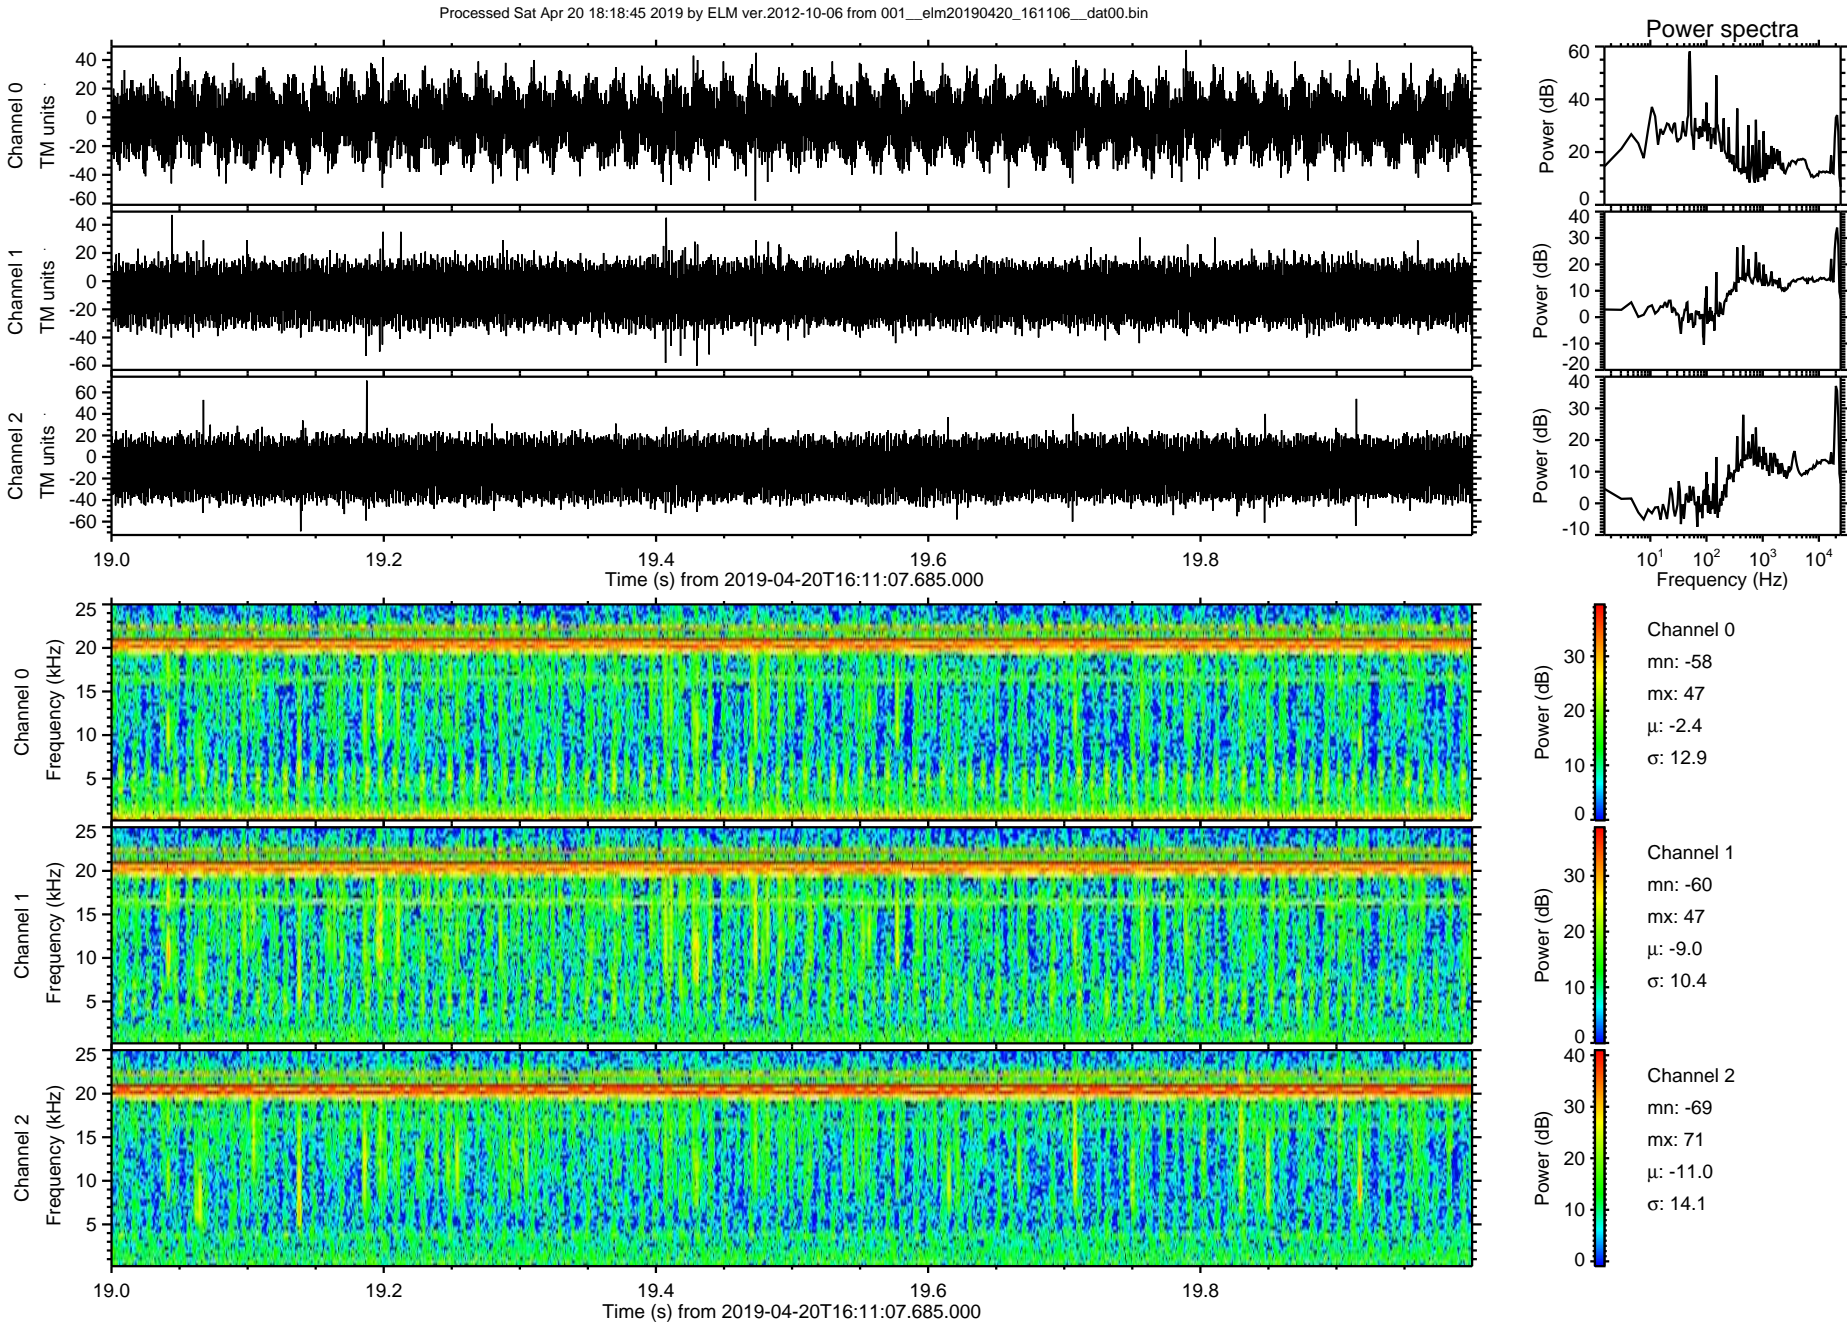 Processed Sat Apr 20 18:18:45 2019 by ELM ver.2012-10-06 from 001__elm20190420_161106__dat00.bin
Power spectra
Channel 0
TM units
40
20
0
-20
-40
-60
Power (dB)
60
40
20
0
Channel 1
TM units
40
20
0
-20
-40
-60
Power (dB)
40
30
20
10
0
-10
-20
Channel 2
TM units
60
40
20
0
-20
-40
-60
Power (dB)
40
30
20
10
0
-10
19.0 19.2 19.4 19.6 19.8
Time (s) from 2019-04-20T16:11:07.685.000
10¹ 10² 10³ 10⁴
Frequency (Hz)
Channel 0
Frequency (kHz)
25
20
15
10
5
Power (dB)
30
20
10
0
Channel 0
mn: -58
mx: 47
μ: -2.4
σ: 12.9
Channel 1
Frequency (kHz)
25
20
15
10
5
Power (dB)
30
20
10
0
Channel 1
mn: -60
mx: 47
μ: -9.0
σ: 10.4
Channel 2
Frequency (kHz)
25
20
15
10
5
Power (dB)
40
30
20
10
0
Channel 2
mn: -69
mx: 71
μ: -11.0
σ: 14.1
19.0 19.2 19.4 19.6 19.8
Time (s) from 2019-04-20T16:11:07.685.000